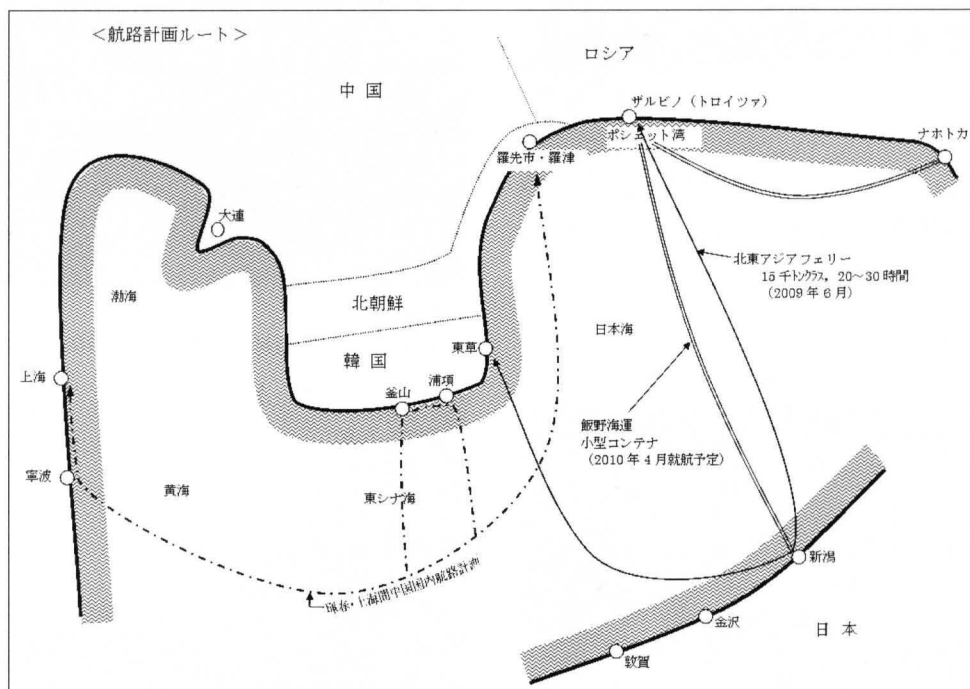 ＜航路計画ルート＞
ロシア
中 国
ザルビノ（トロイツァ）
ポシェット湾
ナホトカ
羅先市・羅津
大連
北東アジアフェリー
15千トンクラス，20～30時間
（2009年6月）
渤海
北朝鮮
日本海
韓 国
東草
上海
浦項
釜山
飯野海運
小型コンテナ
（2010年4月就航予定）
寧波
黄海
東シナ海
新潟
琿春・上海間中国国内航路計画
金沢
日 本
敦賀